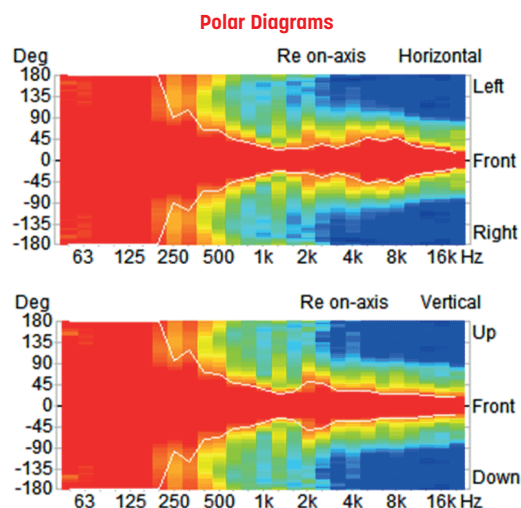 Polar Diagrams
Deg Re on-axis Horizontal
180 Left
135
90
45
0 Front
-45
-90
-135 Right
-180
63 125 250 500 1k 2k 4k 8k 16k Hz
Deg Re on-axis Vertical
180 Up
135
90
45
0 Front
-45
-90
-135 Down
-180
63 125 250 500 1k 2k 4k 8k 16k Hz